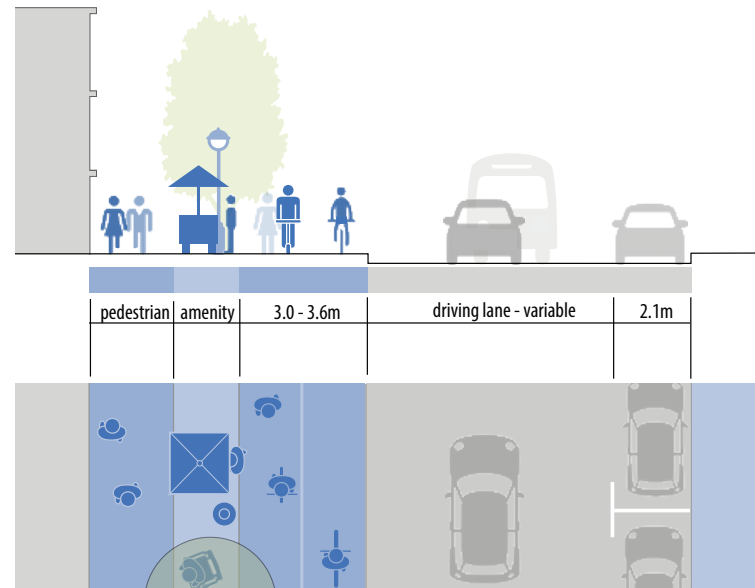 pedestrian amenity 3.0 - 3.6m driving lane - variable 2.1m